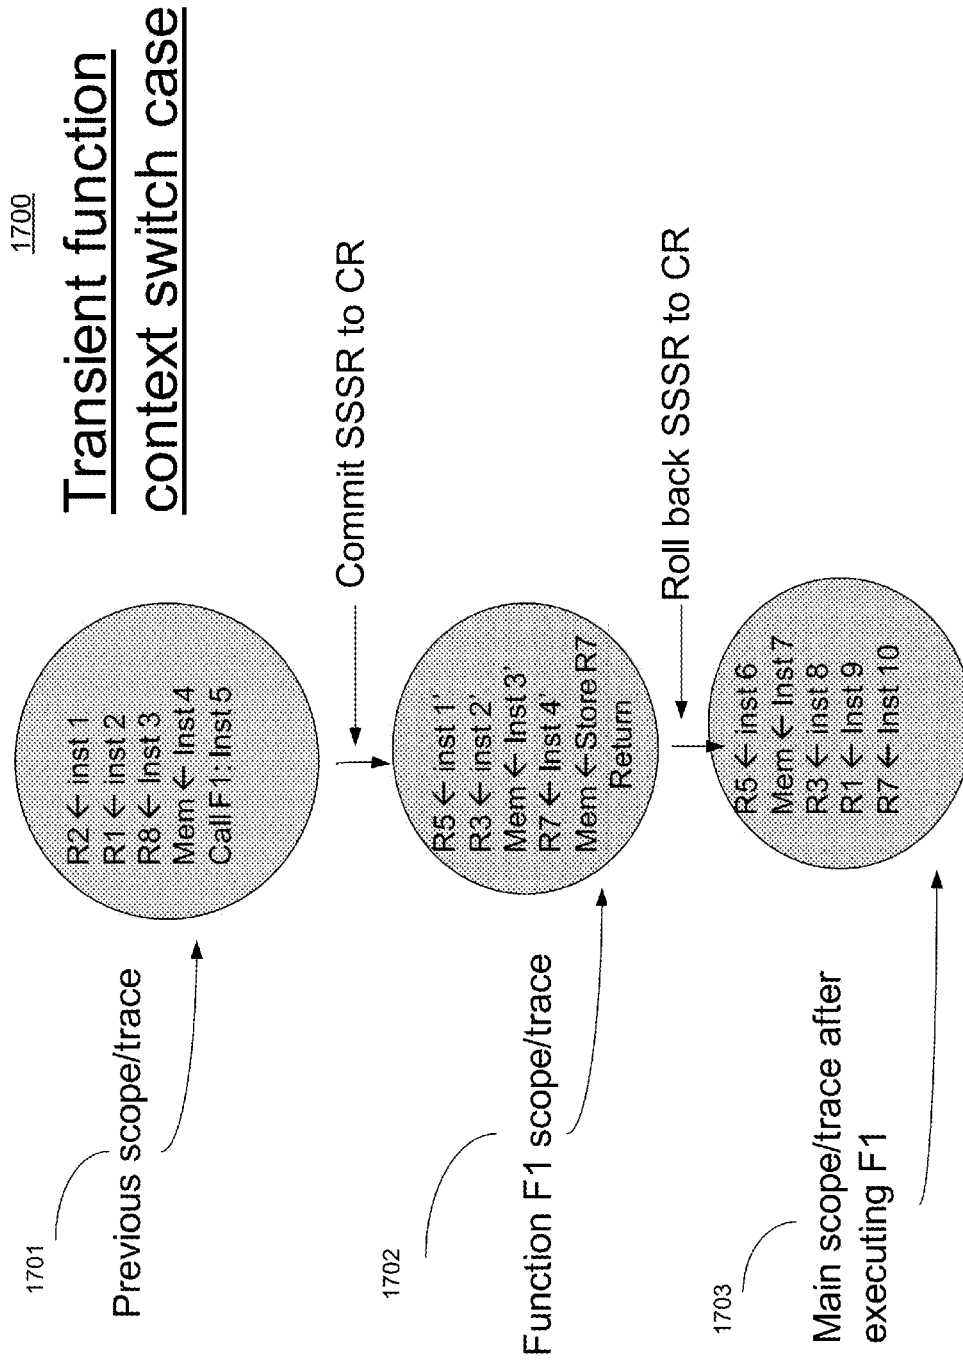 1700
Transient function
context switch case
1701
Previous scope/trace
R2 ← inst 1
R1 ← inst 2
R8 ← Inst 3
Mem ← Inst 4
Call F1: Inst 5
Commit SSSR to CR
1702
Function F1 scope/trace
R5 ← inst 1'
R3 ← inst 2'
Mem ← Inst 3'
R7 ← Inst 4'
Mem ← Store R7
Return
Roll back SSSR to CR
1703
Main scope/trace after
executing F1
R5 ← inst 6
Mem ← Inst 7
R3 ← inst 8
R1 ← Inst 9
R7 ← Inst 10